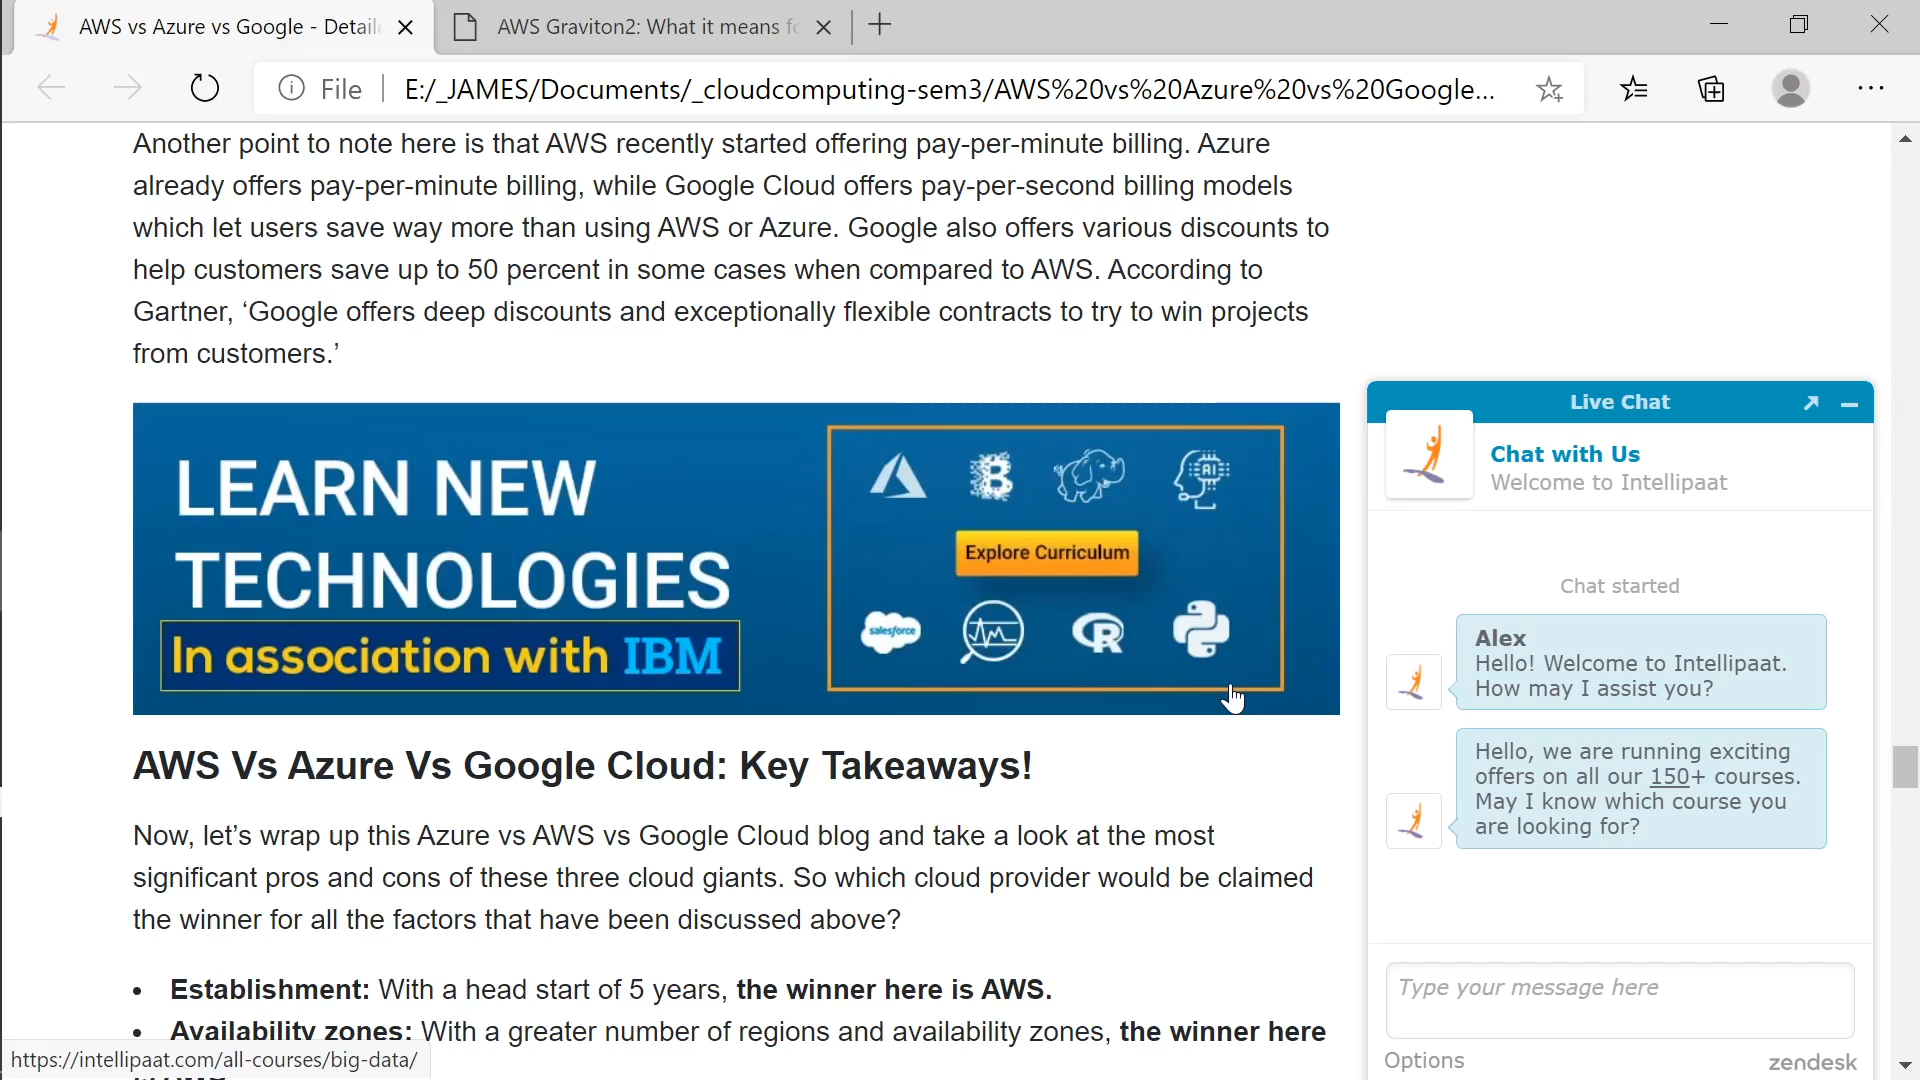 AWS vs Azure vs Google - Detail
AWS Graviton2: What it means fo
File
E:/_JAMES/Documents/_cloudcomputing-sem3/AWS%20vs%20Azure%20vs%20Google...
Another point to note here is that AWS recently started offering pay-per-minute billing. Azure
already offers pay-per-minute billing, while Google Cloud offers pay-per-second billing models
which let users save way more than using AWS or Azure. Google also offers various discounts to
help customers save up to 50 percent in some cases when compared to AWS. According to
Gartner, ‘Google offers deep discounts and exceptionally flexible contracts to try to win projects
from customers.’
LEARN NEW
TECHNOLOGIES
In association with IBM
AI
Explore Curriculum
salesforce
AWS Vs Azure Vs Google Cloud: Key Takeaways!
Now, let’s wrap up this Azure vs AWS vs Google Cloud blog and take a look at the most
significant pros and cons of these three cloud giants. So which cloud provider would be claimed
the winner for all the factors that have been discussed above?
• Establishment: With a head start of 5 years, the winner here is AWS.
• Availability zones: With a greater number of regions and availability zones, the winner here
https://intellipaat.com/all-courses/big-data/
Live Chat
Chat with Us
Welcome to Intellipaat
Chat started
Alex
Hello! Welcome to Intellipaat.
How may I assist you?
Hello, we are running exciting
offers on all our 150+ courses.
May I know which course you
are looking for?
Type your message here
Options
zendesk